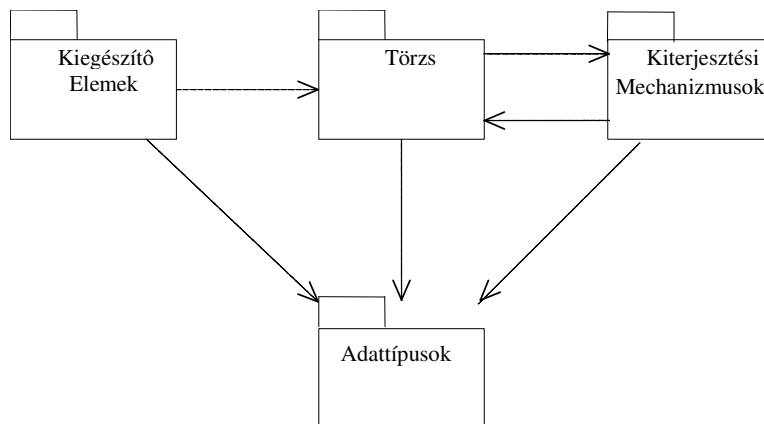 Kiegészítô
Elemek
Törzs
Kiterjesztési
Mechanizmusok
Adattípusok